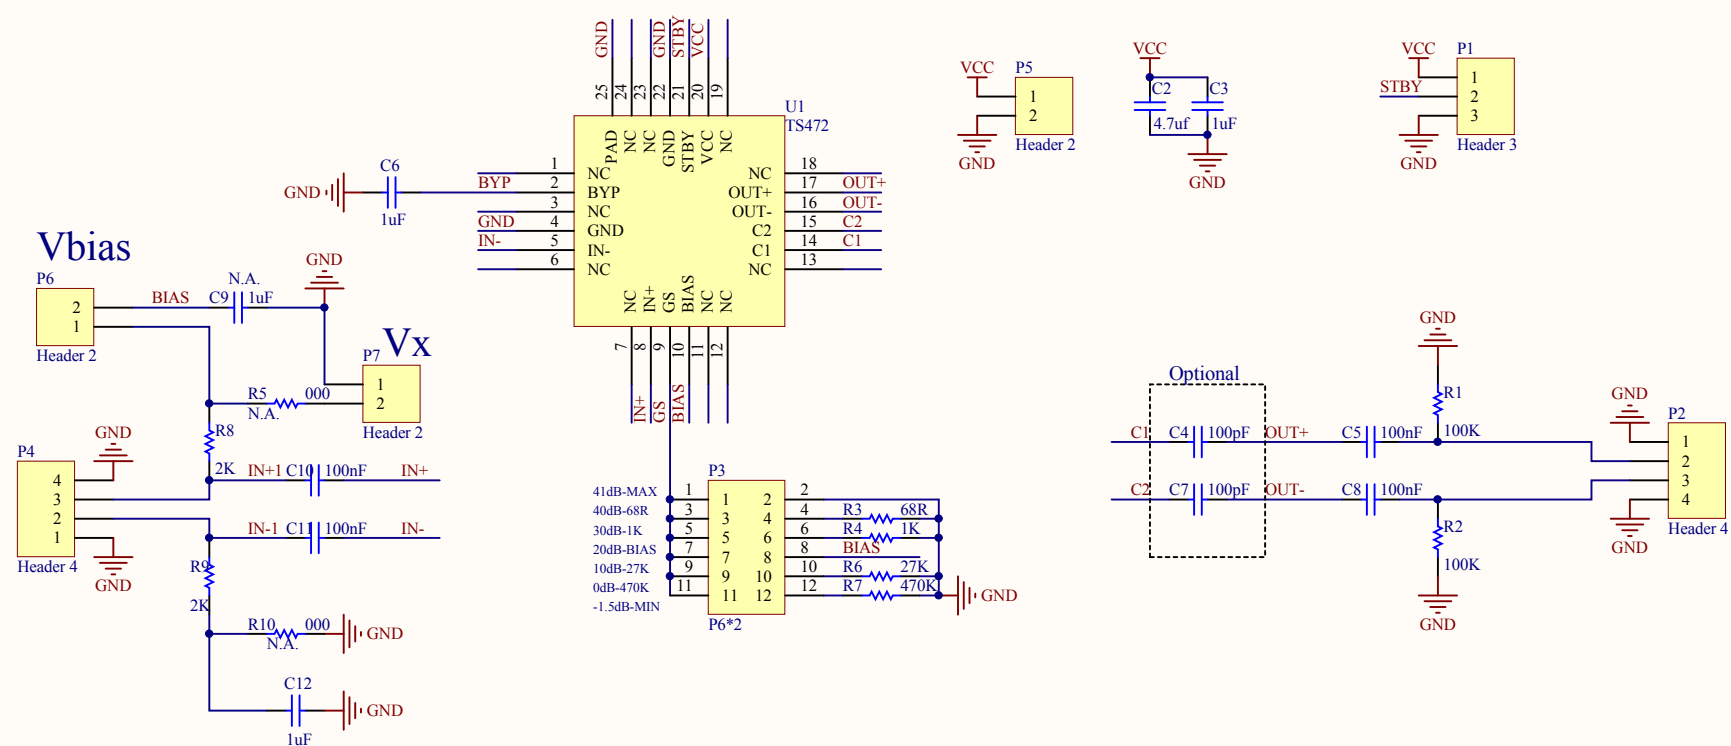 GND
GND
STBY
VCC
25
24
23
22
21
20
19
U1
TS472
PAD
NC
NC
GND
STBY
VCC
NC
1
NC
BYP
2
BYP
3
NC
GND
4
GND
IN-
5
IN-
6
NC
18
NC
17
OUT+
OUT+
16
OUT-
OUT-
15
C2
C2
14
C1
C1
13
NC
NC
IN+
GS
BIAS
NC
NC
7
8
9
10
11
12
IN+
GS
BIAS
GND
C6
1uF
VCC
P5
1
2
Header 2
GND
VCC
C2
C3
4.7uf
1uF
GND
VCC
P1
STBY
1
2
3
Header 3
GND
Vbias
P6
2
1
Header 2
BIAS
N.A.
C9
1uF
GND
Vx
P7
1
2
Header 2
R5
000
N.A.
R8
2K
P4
GND
4
3
2
1
Header 4
GND
IN+1
C10
100nF
IN+
IN-1
C11
100nF
IN-
R9
2K
R10
000
N.A.
GND
C12
1uF
GND
P3
41dB-MAX
40dB-68R
30dB-1K
20dB-BIAS
10dB-27K
0dB-470K
-1.5dB-MIN
1
1
2
2
3
3
4
4
R3
68R
5
5
6
6
R4
1K
7
7
8
8
BIAS
9
9
10
10
R6
27K
11
11
12
12
R7
470K
GND
P6*2
Optional
C1
C4
100pF
OUT+
C5
100nF
C2
C7
100pF
OUT-
C8
100nF
GND
R1
100K
R2
100K
GND
GND
P2
1
2
3
4
Header 4
GND